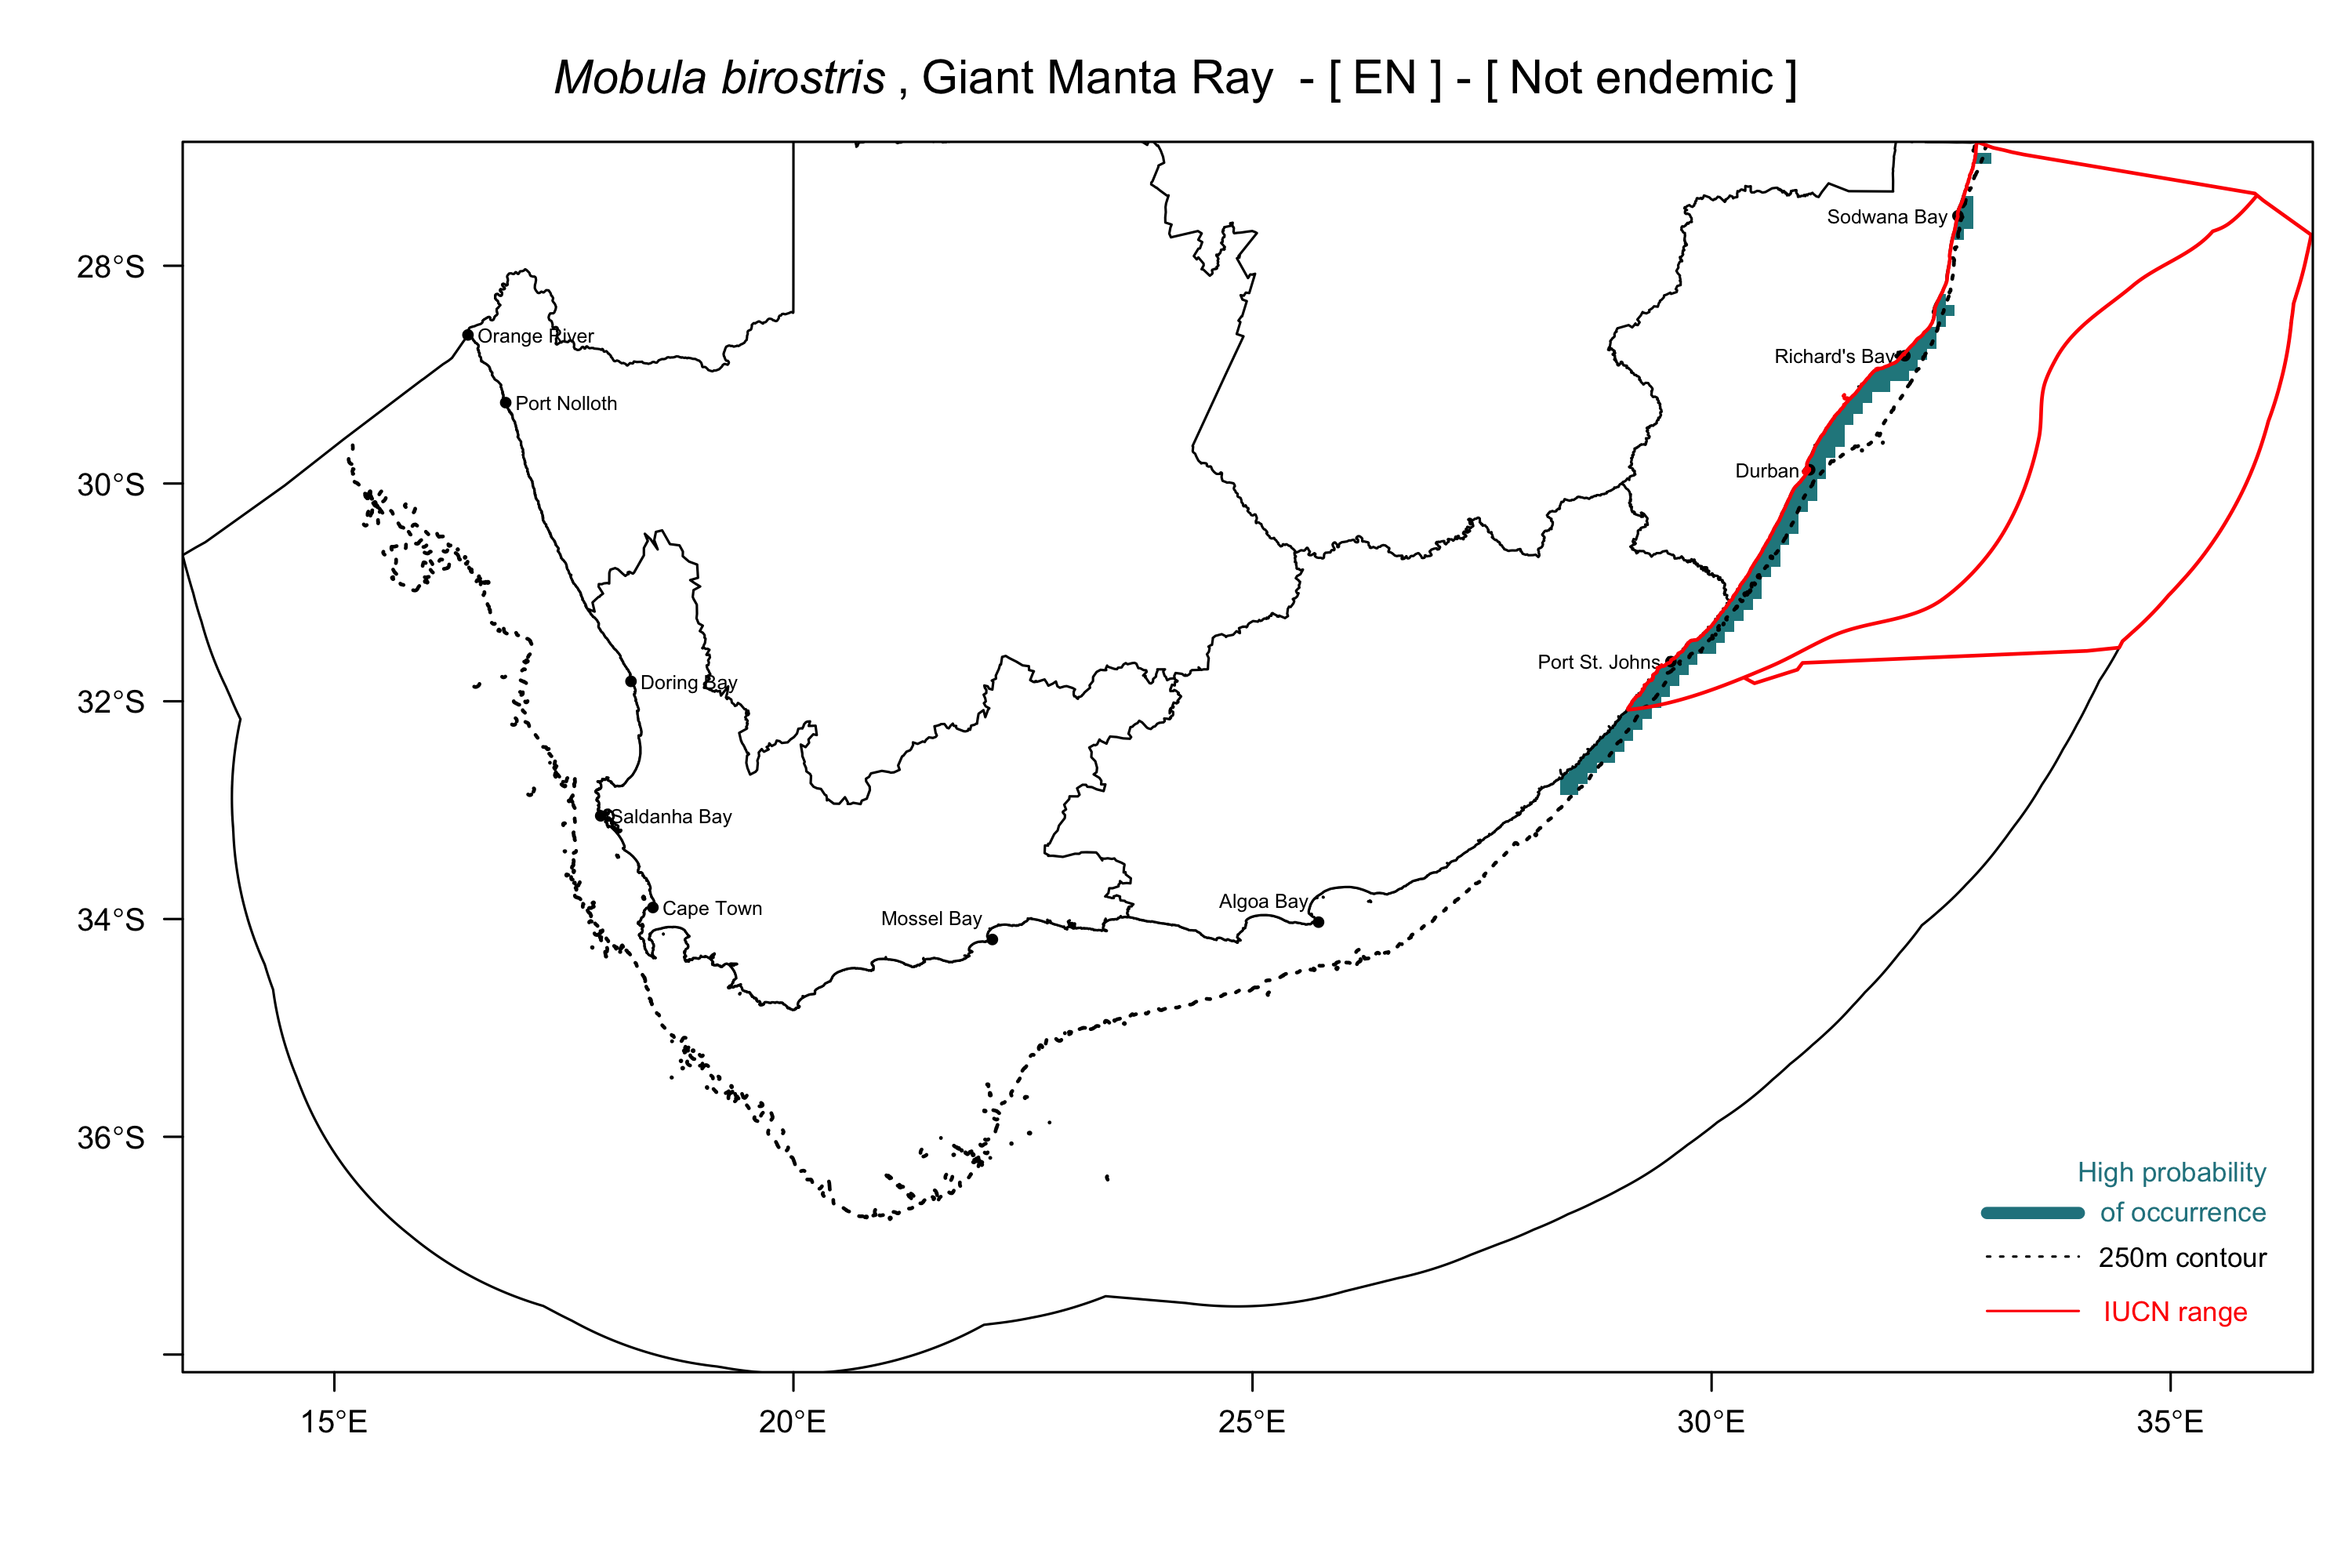 Mobula birostris , Giant Manta Ray - [ EN ] - [ Not endemic ]
Sodwana Bay
28°S
Orange River
Richard's Bay
Port Nolloth
Durban
30°S
Port St. Johns
Doring Bay
32°S
Saldanha Bay
Algoa Bay
Cape Town
Mossel Bay
34°S
36°S
High probability
of occurrence
250m contour
IUCN range
15°E
20°E
25°E
30°E
35°E